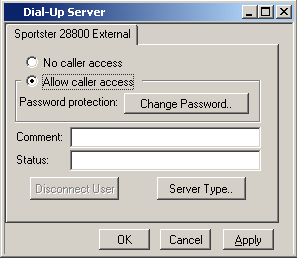 Dial-Up Server
Sportster 28800 External
No caller access
Allow caller access
Password protection: Change Password..
Comment:
Status:
Disconnect User Server Type..
OK Cancel Apply